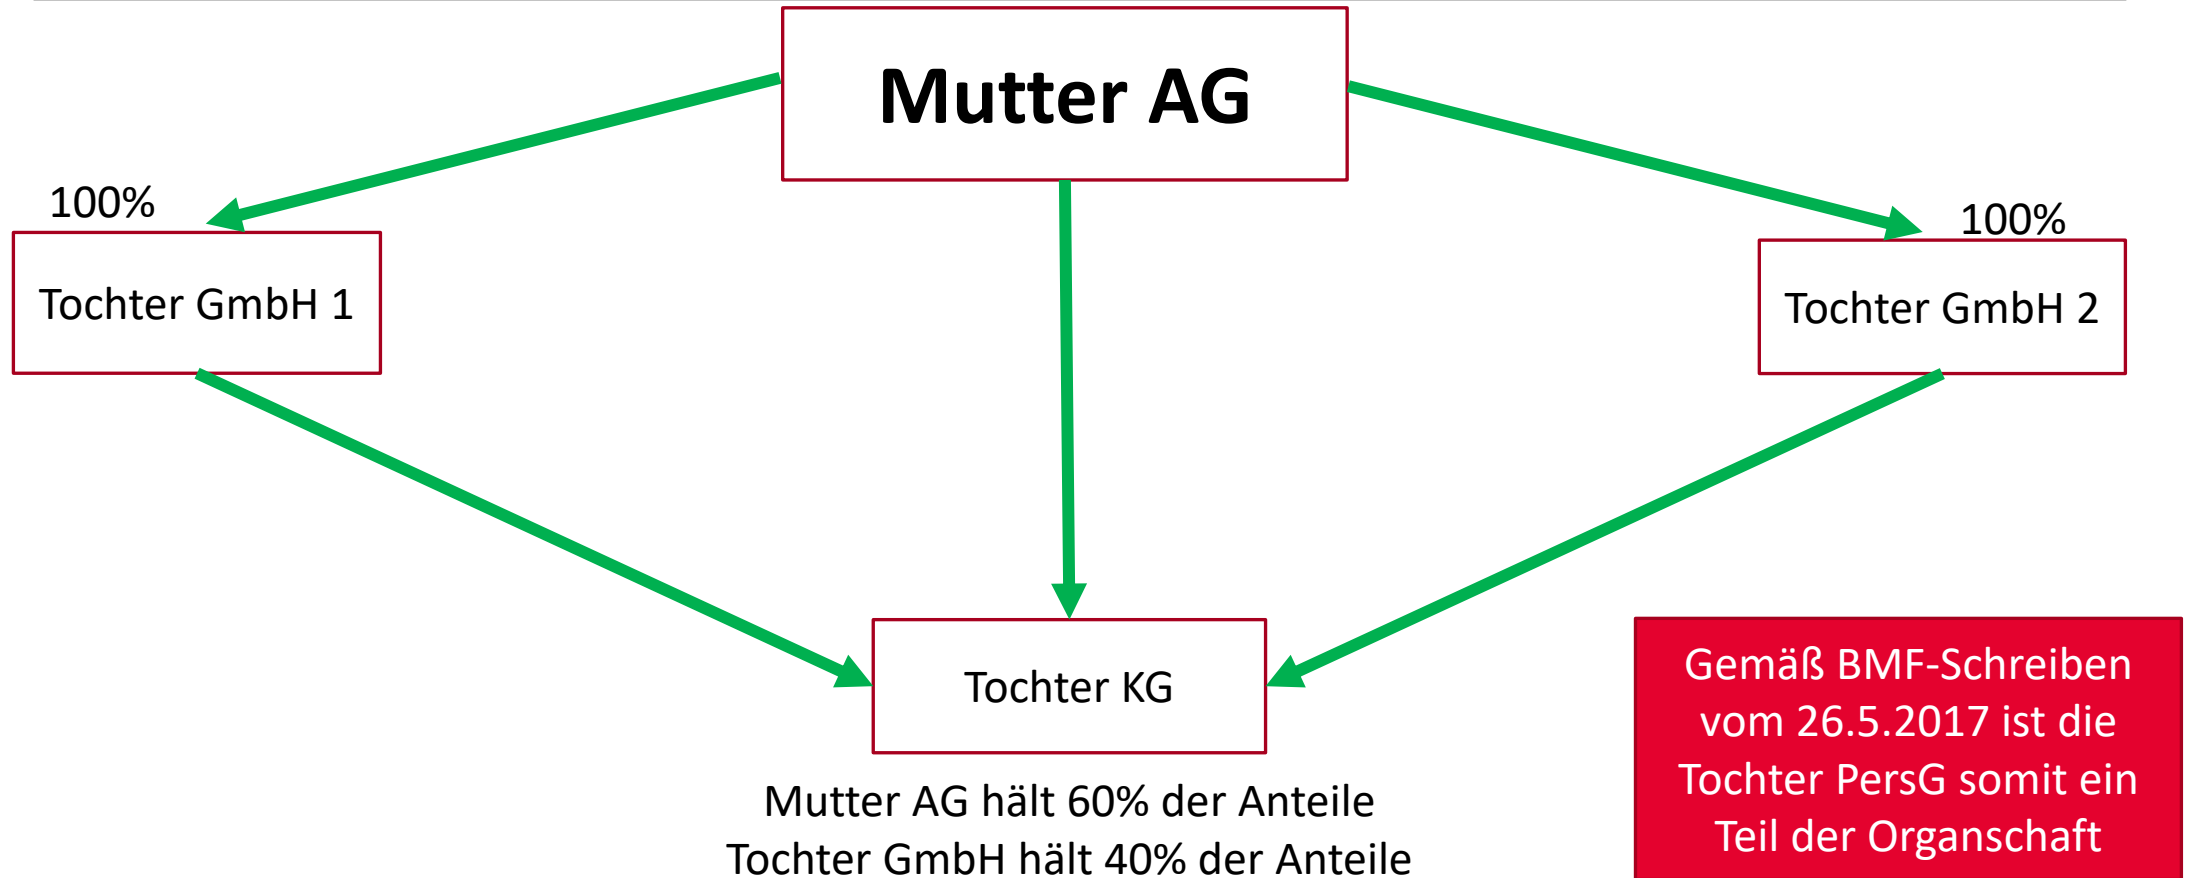 Mutter AG
100%
100%
Tochter GmbH 1
Tochter GmbH 2
Tochter KG
Mutter AG hält 60% der Anteile
Tochter GmbH hält 40% der Anteile
Gemäß BMF-Schreiben
vom 26.5.2017 ist die
Tochter PersG somit ein
Teil der Organschaft